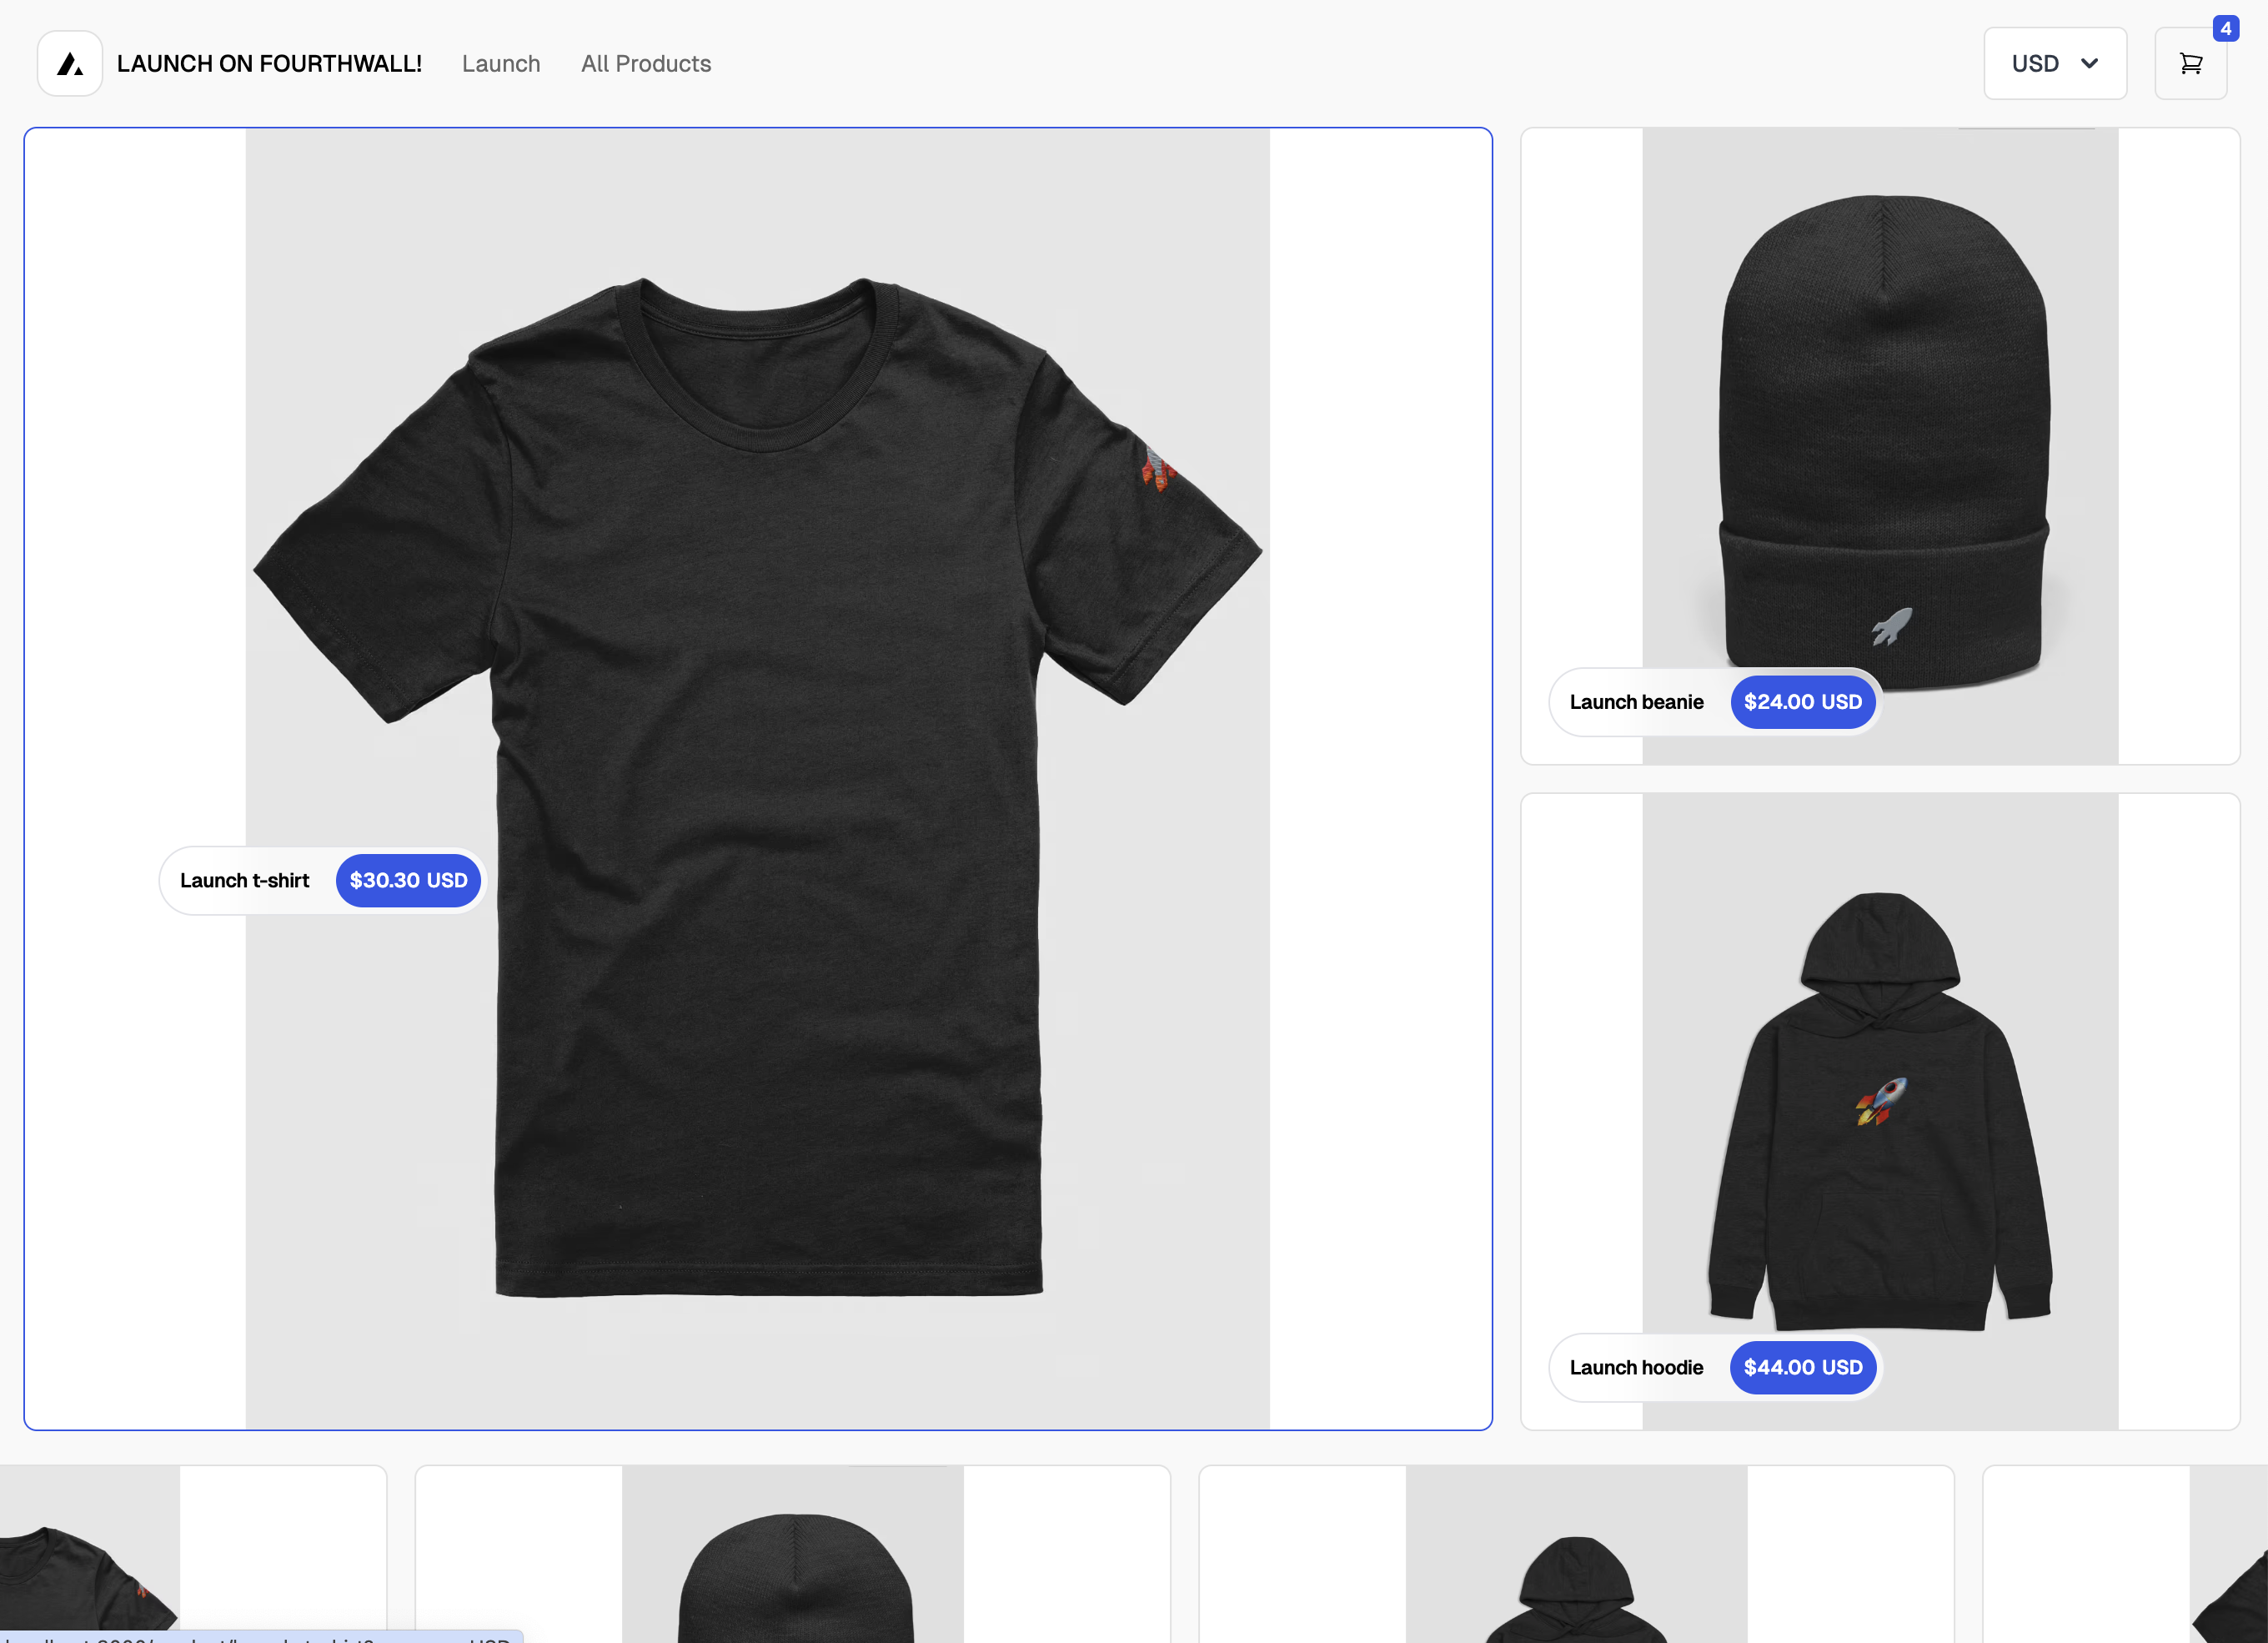 LAUNCH ON FOURTHWALL! Launch All Products USD 4
Launch t-shirt $30.30 USD
Launch beanie $24.00 USD
Launch hoodie $44.00 USD